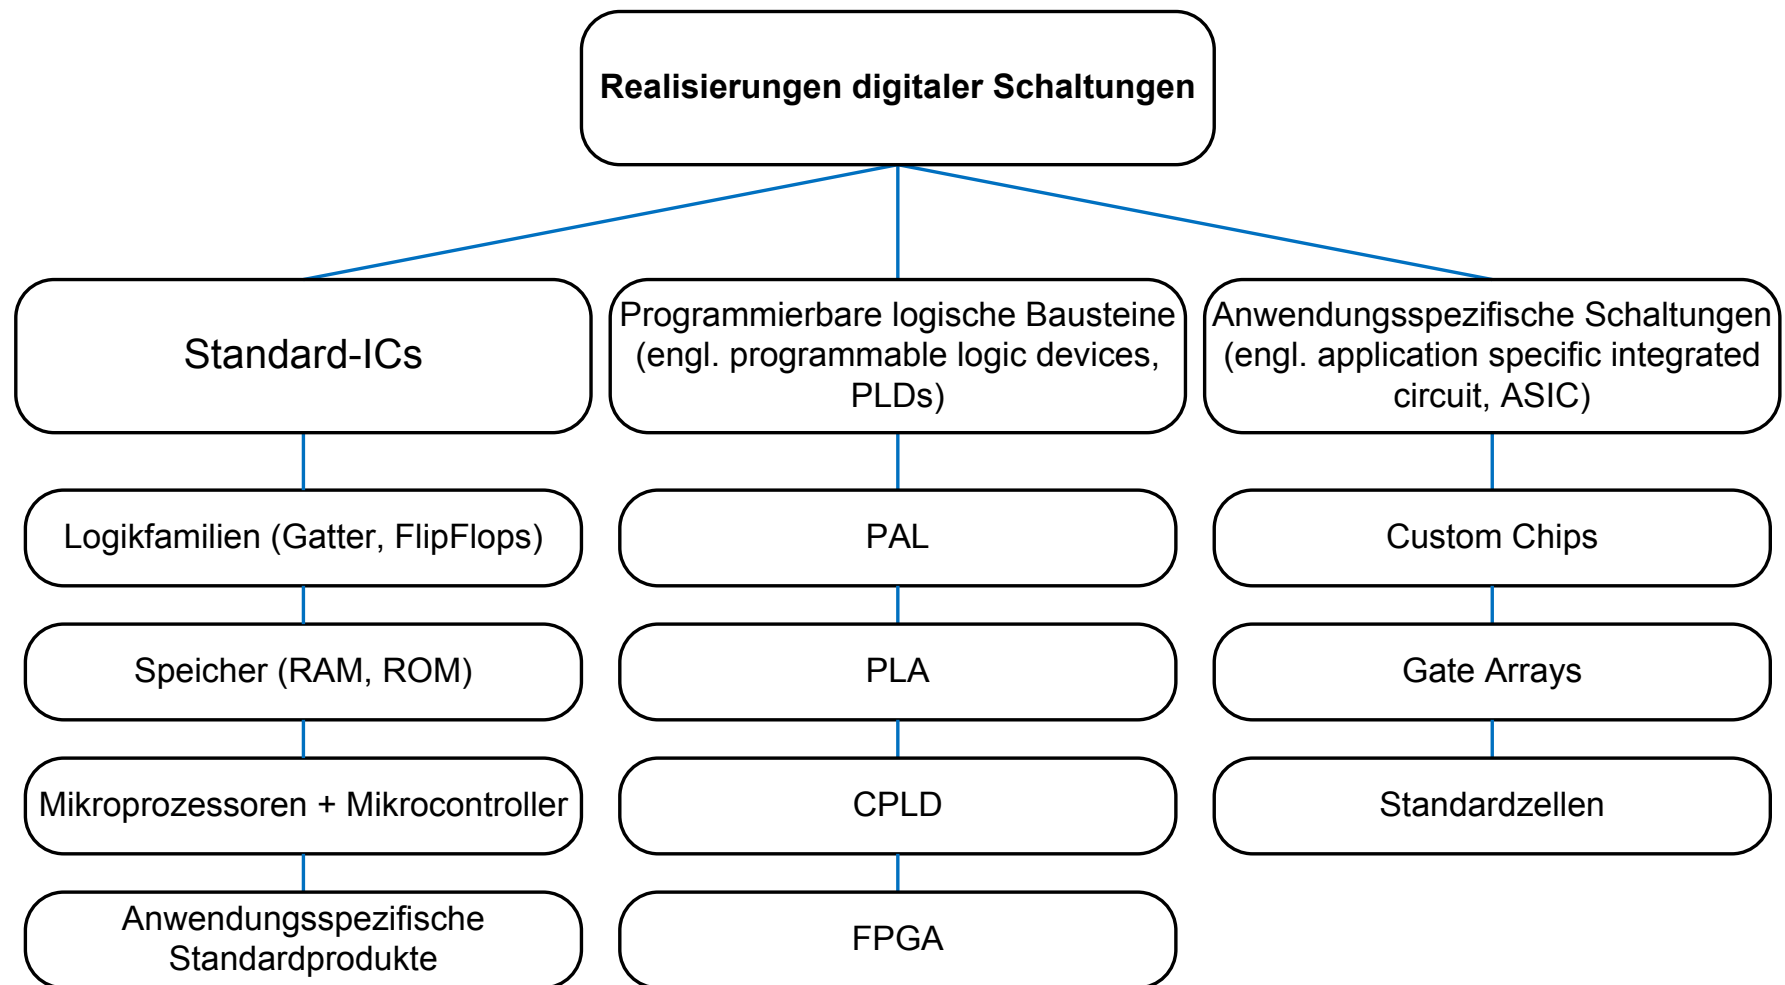 Realisierungen digitaler Schaltungen
Standard-ICs
Programmierbare logische Bausteine
(engl. programmable logic devices,
PLDs)
Anwendungsspezifische Schaltungen
(engl. application specific integrated
circuit, ASIC)
Logikfamilien (Gatter, FlipFlops)
PAL
Custom Chips
Speicher (RAM, ROM)
PLA
Gate Arrays
Mikroprozessoren + Mikrocontroller
CPLD
Standardzellen
Anwendungsspezifische
Standardprodukte
FPGA